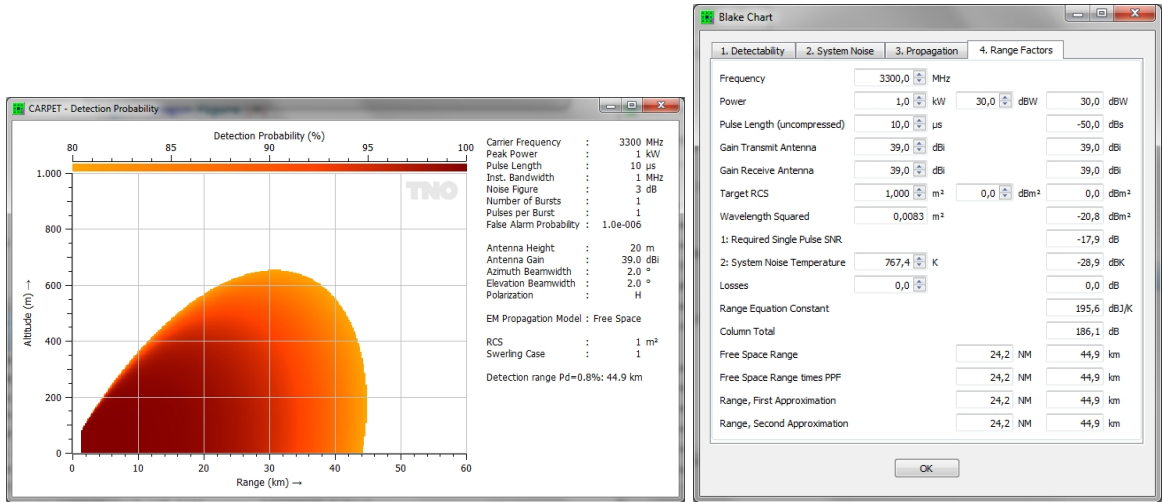 CARPET - Detection Probability
Detection Probability (%)
80 85 90 95 100
TNO
1.000
800
600
400
200
0
Altitude (m) →
0 10 20 30 40 50 60
Range (km) →
Carrier Frequency : 3300 MHz
Peak Power : 1 kW
Pulse Length : 10 µs
Inst. Bandwidth : 1 MHz
Noise Figure : 3 dB
Number of Bursts : 1
Pulses per Burst : 1
False Alarm Probability : 1.0e-006
Antenna Height : 20 m
Antenna Gain : 39.0 dBi
Azimuth Beamwidth : 2.0 °
Elevation Beamwidth : 2.0 °
Polarization : H
EM Propagation Model : Free Space
RCS : 1 m²
Swerling Case : 1
Detection range Pd=0.8%: 44.9 km
Blake Chart
1. Detectability 2. System Noise 3. Propagation 4. Range Factors
Frequency 3300,0 MHz
Power 1,0 kW 30,0 dBW 30,0 dBW
Pulse Length (uncompressed) 10,0 µs -50,0 dBs
Gain Transmit Antenna 39,0 dBi 39,0 dBi
Gain Receive Antenna 39,0 dBi 39,0 dBi
Target RCS 1,000 m² 0,0 dBm² 0,0 dBm²
Wavelength Squared 0,0083 m² -20,8 dBm²
1: Required Single Pulse SNR -17,9 dB
2: System Noise Temperature 767,4 K -28,9 dBK
Losses 0,0 0,0 dB
Range Equation Constant 195,6 dBJ/K
Column Total 186,1 dB
Free Space Range 24,2 NM 44,9 km
Free Space Range times PPF 24,2 NM 44,9 km
Range, First Approximation 24,2 NM 44,9 km
Range, Second Approximation 24,2 NM 44,9 km
OK